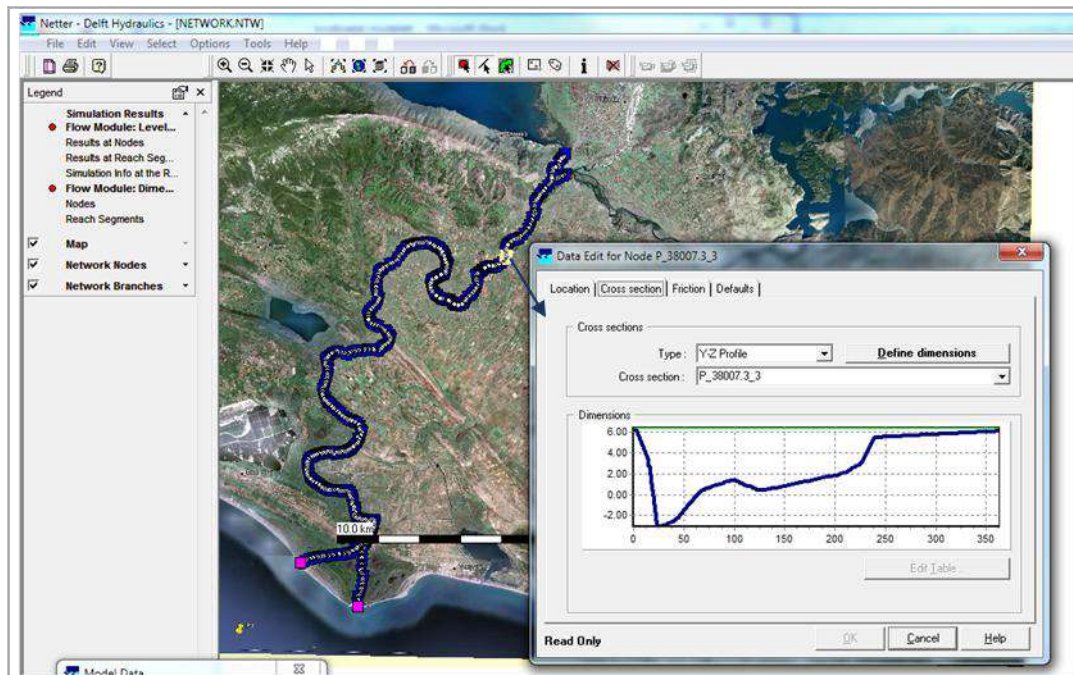 Netter - Delft Hydraulics - [NETWORK.NTW]
File Edit View Select Options Tools Help
Legend
Simulation Results
Flow Module: Level...
Results at Nodes
Results at Reach Seg...
Simulation Info at the R...
Flow Module: Dime...
Nodes
Reach Segments
Map
Network Nodes
Network Branches
10.0 km
Data Edit for Node P_38007.3_3
Location Cross section Friction Defaults
Cross sections
Type : Y-Z Profile Define dimensions
Cross section : P_38007.3_3
Dimensions
6.00
4.00
2.00
0.00
-2.00
0 50 100 150 200 250 300 350
Edit Table...
Read Only OK Cancel Help
Model Data